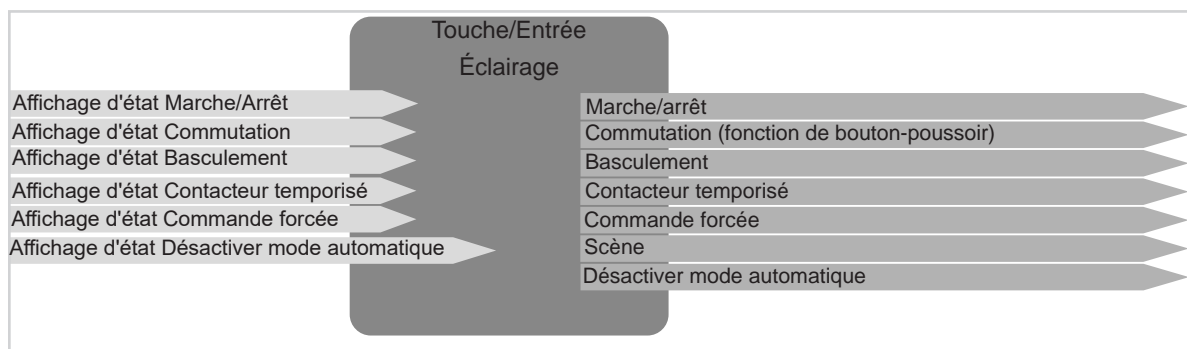 Touche/Entrée
Éclairage
Affichage d'état Marche/Arrêt
Affichage d'état Commutation
Affichage d'état Basculement
Affichage d'état Contacteur temporisé
Affichage d'état Commande forcée
Affichage d'état Désactiver mode automatique
Marche/arrêt
Commutation (fonction de bouton-poussoir)
Basculement
Contacteur temporisé
Commande forcée
Scène
Désactiver mode automatique